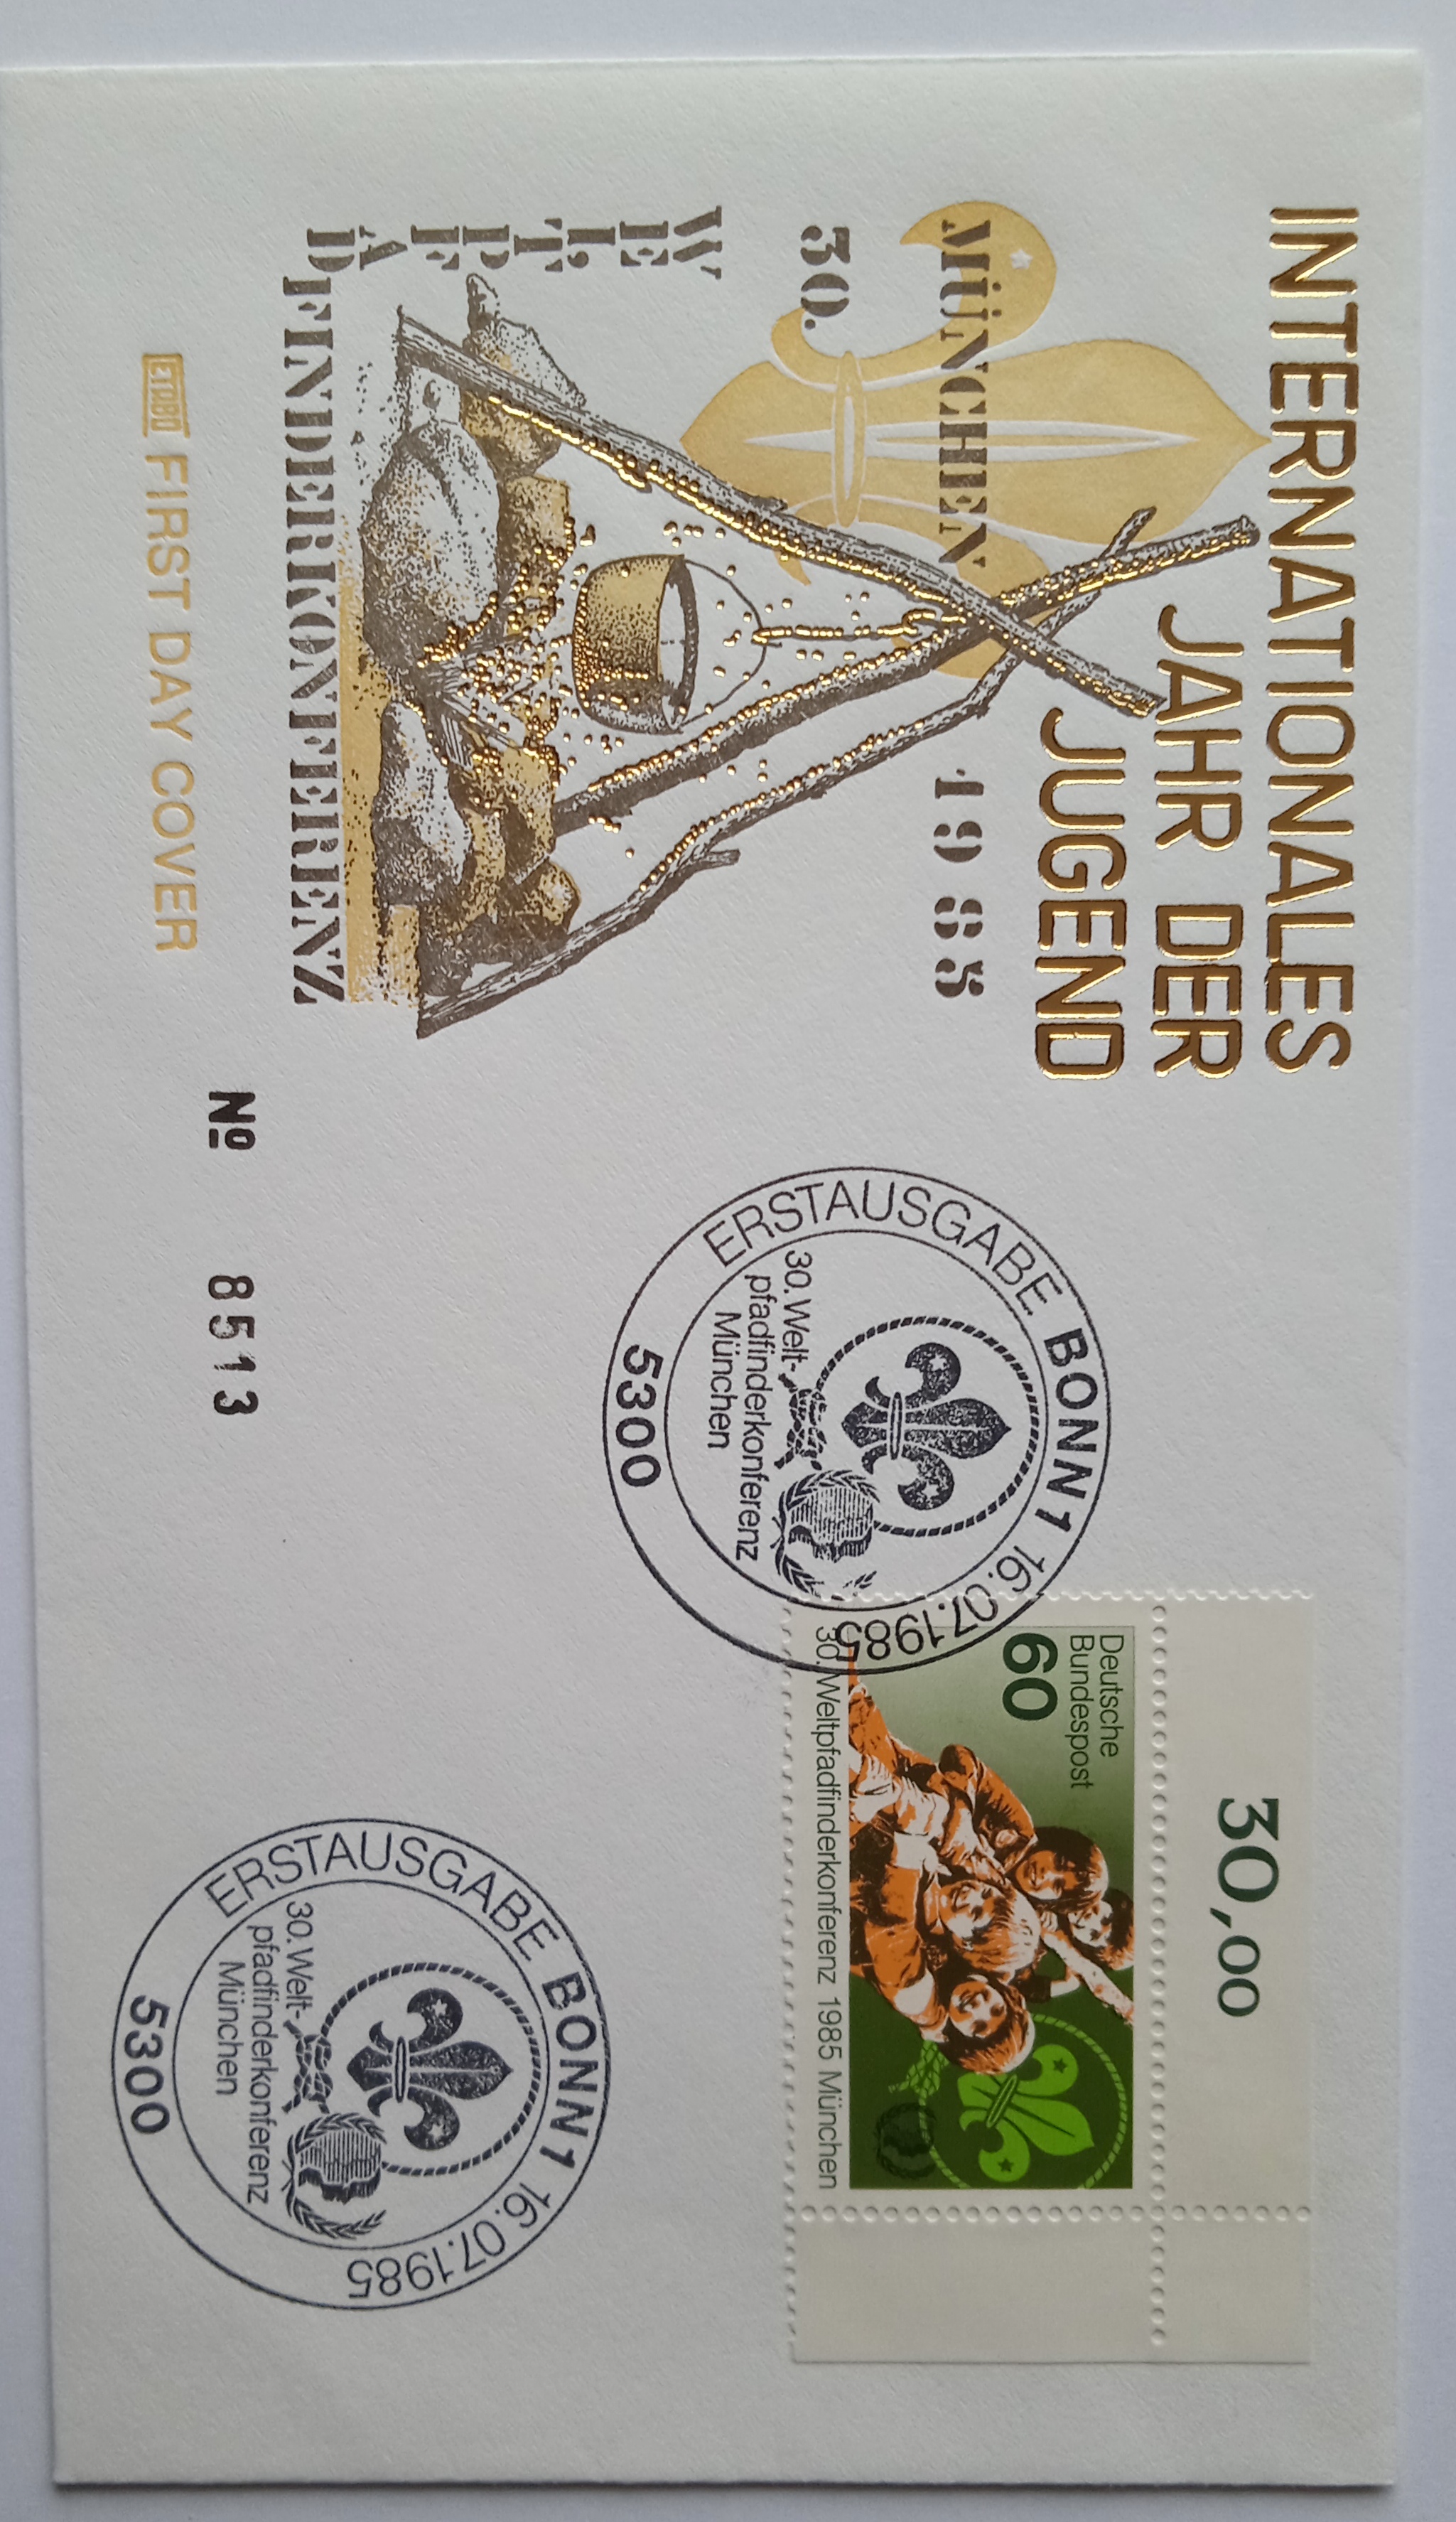 INTERNATIONALES
JAHR DER
JUGEND
MÜNCHEN 1985
30.
WELTPFADFINDERKONFERENZ
ETABO FIRST DAY COVER
Nº 8513
ERSTAUSGABE BONN 1 16.07.1985
30. Welt-
pfadfinderkonferenz
München
5300
30,00
Deutsche
Bundespost
60
30. Weltpfadfinderkonferenz 1985 München
ERSTAUSGABE BONN 1 16.07.1985
30. Welt-
pfadfinderkonferenz
München
5300